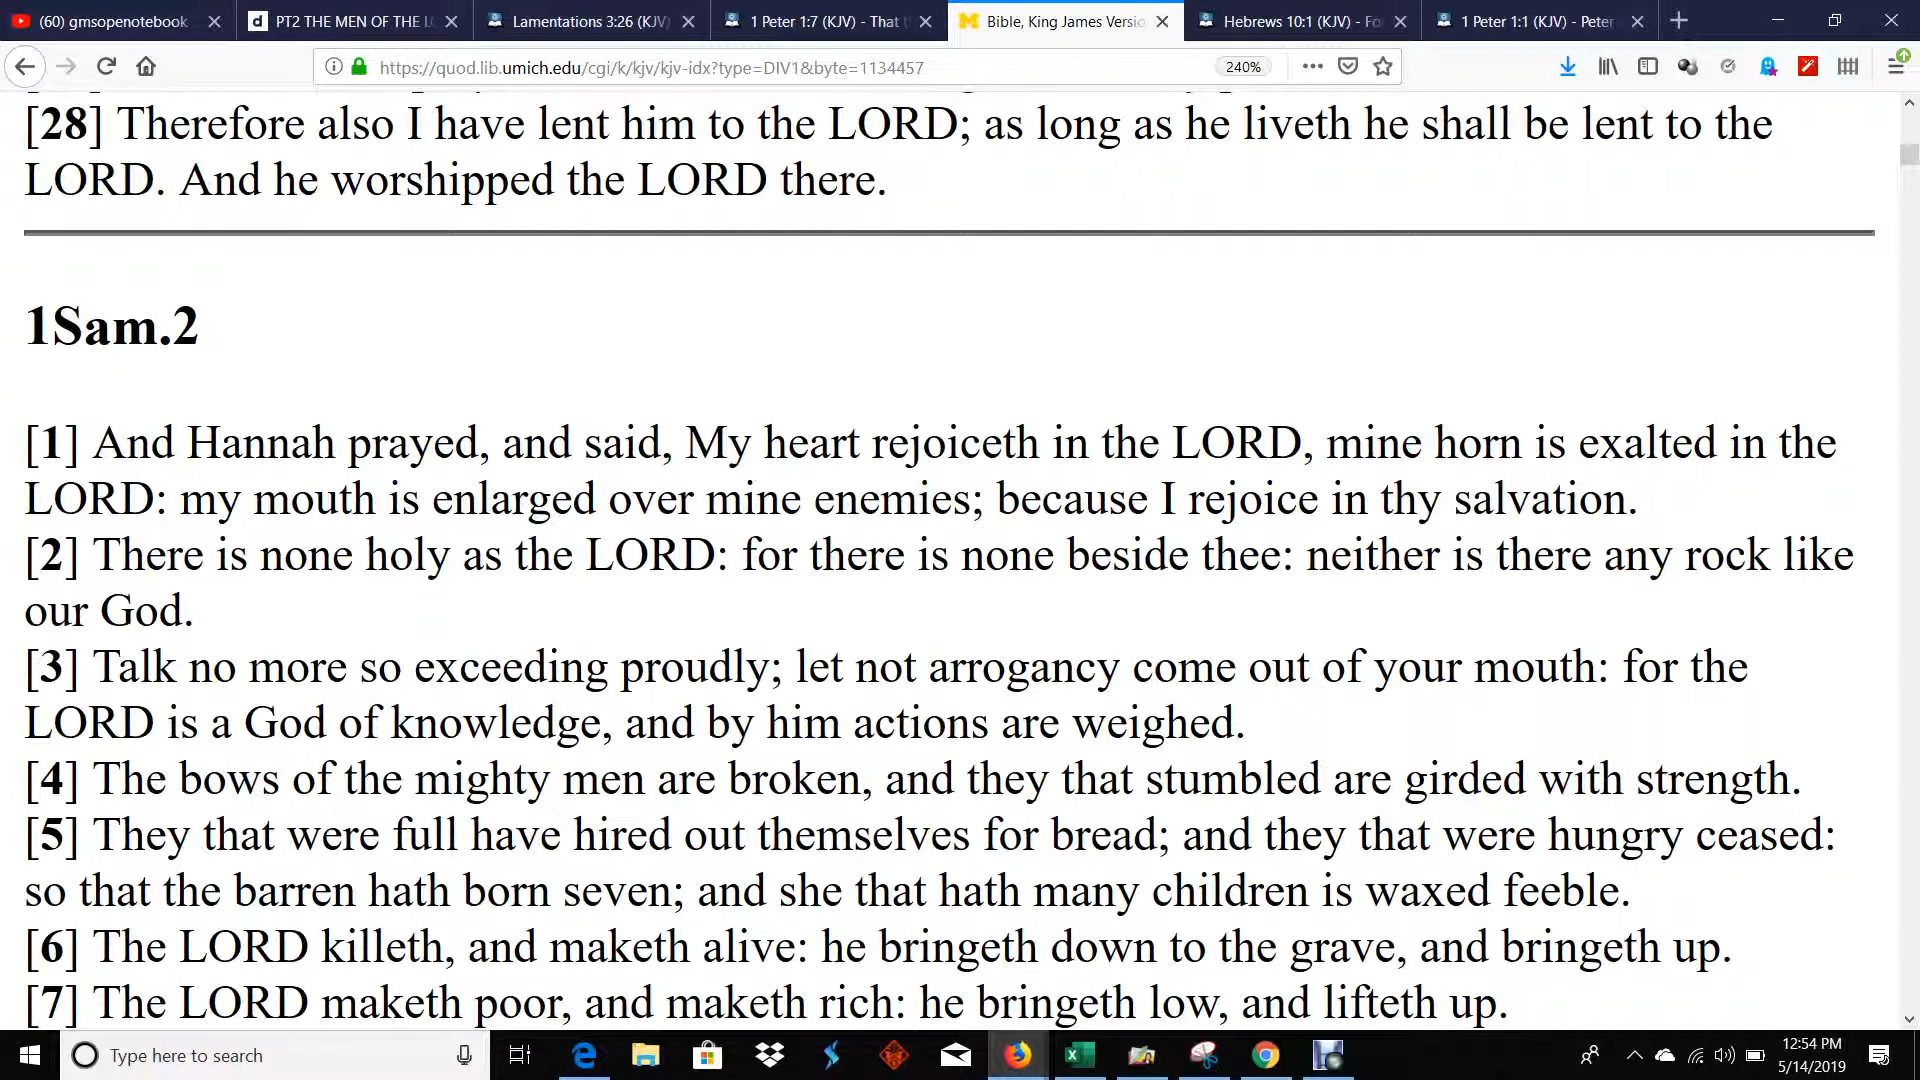 (60) gmsopenotebook
PT2 THE MEN OF THE L
Lamentations 3:26 (KJV)
1 Peter 1:7 (KJV) - That t
Bible, King James Versio
Hebrews 10:1 (KJV) - Fo
1 Peter 1:1 (KJV) - Peter
https://quod.lib.umich.edu/cgi/k/kjv/kjv-idx?type=DIV1&byte=1134457
240%
[28] Therefore also I have lent him to the LORD; as long as he liveth he shall be lent to the
LORD. And he worshipped the LORD there.
1Sam.2
[1] And Hannah prayed, and said, My heart rejoiceth in the LORD, mine horn is exalted in the
LORD: my mouth is enlarged over mine enemies; because I rejoice in thy salvation.
[2] There is none holy as the LORD: for there is none beside thee: neither is there any rock like
our God.
[3] Talk no more so exceeding proudly; let not arrogancy come out of your mouth: for the
LORD is a God of knowledge, and by him actions are weighed.
[4] The bows of the mighty men are broken, and they that stumbled are girded with strength.
[5] They that were full have hired out themselves for bread; and they that were hungry ceased:
so that the barren hath born seven; and she that hath many children is waxed feeble.
[6] The LORD killeth, and maketh alive: he bringeth down to the grave, and bringeth up.
[7] The LORD maketh poor, and maketh rich: he bringeth low, and lifteth up.
Type here to search
12:54 PM
5/14/2019